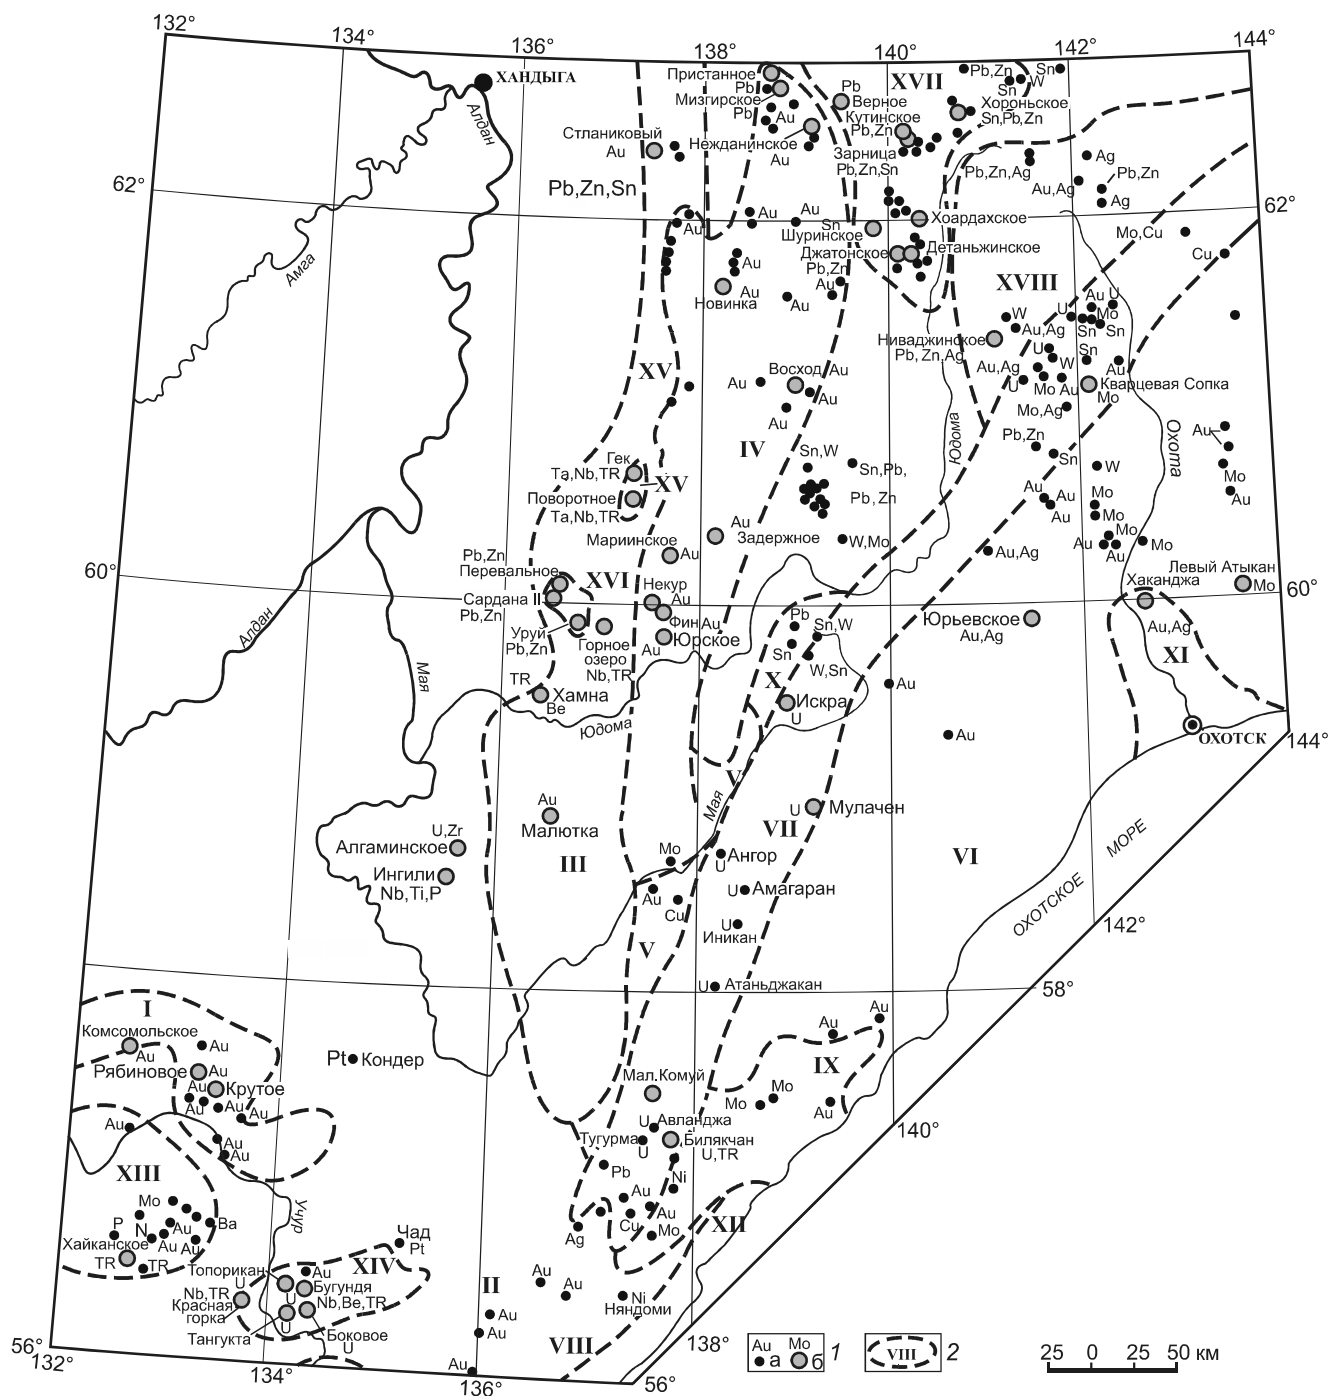 132°
134°
136°
138°
140°
142°
144°
ХАНДЫГА
Алдан
Амга
Пристанное
Pb
Мизгирское
Pb
Au
Нежданинское
Au
Pb
Верное
Кутинское
Pb,Zn
Зарница
Pb,Zn,Sn
XVII
Pb,Zn
Sn
Sn
W
Хороньское
Sn,Pb,Zn
Стланиковый
Au
Pb,Zn,Sn
62°
62°
Pb,Zn,Ag
Ag
Pb,Zn
Au,Ag
Ag
Mo,Cu
Cu
Au
Au
Au
Sn
Шуринское
Хоардахское
Джатонское
Детаньжинское
Pb,Zn
Au
Au
Новинка
Au
Au
XVIII
W
Au,Ag
Ниваджинское
Pb,Zn,Ag
U
Au
U
Mo
Sn
Sn
U
W
Sn
Au
Au,Ag
U
Mo
Au
Кварцевая Сопка
Mo
Mo,Ag
XV
Au
Восход
Au
Au
Au
Pb,Zn
Sn
W
Au
Mo
Au
Юдома
Охота
IV
Sn,W
Sn,Pb,
Pb,Zn
W,Mo
Гек
Ta,Nb,TR
XV
Поворотное
Ta,Nb,TR
Au
Задержное
Мариинское
Au
Au
Au
Au
Mo
Mo
Mo
Au
Au
Mo
Au,Ag
60°
60°
Pb,Zn
Перевальное
XVI
Сардана II
Pb,Zn
Уруи
Pb,Zn
Горное
озеро
Nb,TR
Некур
Au
Фин
Au
Юрское
Au
Левый Атыкан
Mo
Хаканджа
Au,Ag
XI
Юрьевское
Au,Ag
Pb
Sn,W
Sn
W,Sn
X
Искра
U
Au
Au
TR
Хамна
Be
Юдома
Алдан
Мая
ОХОТСК
144°
V
Мая
Мулачен
U
VII
VI
Au
Малютка
III
U,Zr
Алгаминское
Ингили
Nb,Ti,P
Mo
Ангор
U
Au
Cu
U
Амагаран
U
Иникан
V
U
Атаньджакан
ОХОТСКОЕ
МОРЕ
142°
58°
I
Комсомольское
Au
Au
Рябиновое
Au
Крутое
Au
Au
Au
Au
Au
Au
Au
Pt
Кондер
Au
Au
IX
Mo
Mo
Au
Мал.Комуй
U
Авланджа
Тугурма
U
Билякчан
U,TR
140°
XIII
Mo
P
N
Au
Ba
Au
Au
Хайканское
TR
TR
Учур
Pb
Ni
Au
Cu
Au
Ag
Mo
XII
Чад
Pt
XIV
Топорикан
Au
U
Бугундя
Nb,TR
U
Nb,Be,TR
Красная
горка
Тангукта
U
Боковое
U
II
Au
Au
Ni
Няндоми
Au
Au
VIII
Au
138°
56°
56°
132°
134°
136°
Au
а
Mo
б
1
VIII
2
25
0
25
50 км